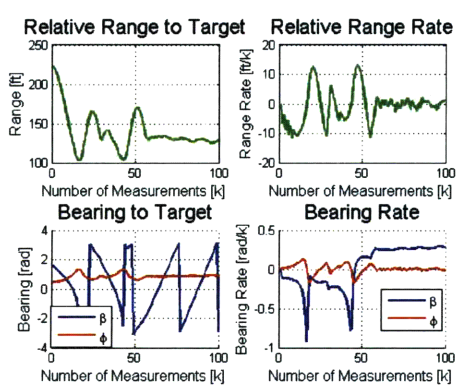 Relative Range to Target
Range [ft]
250
200
150
100
0
50
100
Number of Measurements [k]
Relative Range Rate
Range Rate [ft/k]
20
10
0
-10
-20
0
50
100
Number of Measurements [k]
Bearing to Target
Bearing [rad]
4
2
0
-2
-4
β
ϕ
0
50
100
Number of Measurements [k]
Bearing Rate
Bearing Rate [rad/k]
0.5
0
-0.5
-1
β
ϕ
0
50
100
Number of Measurements [k]